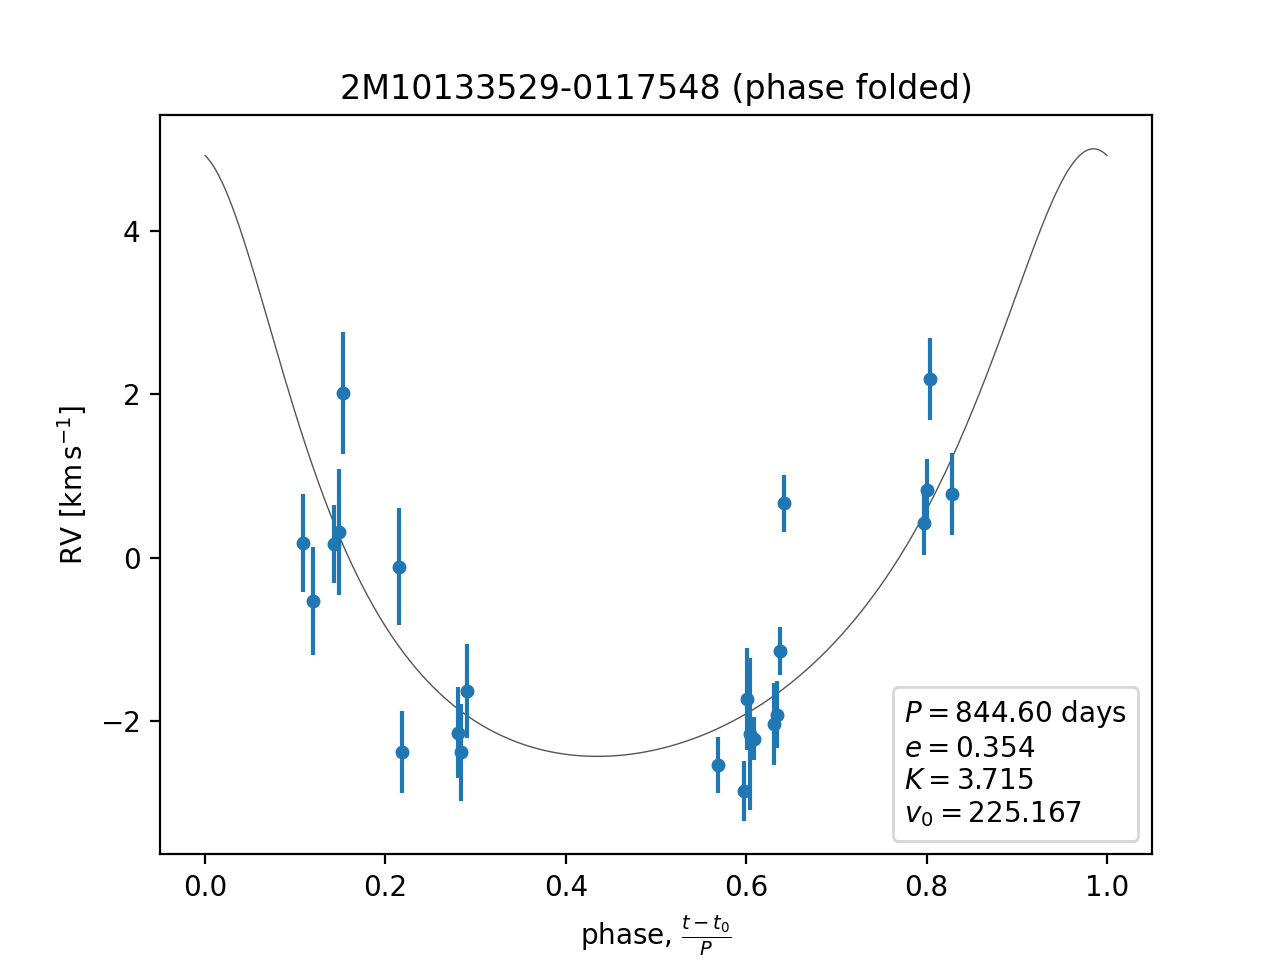 2M10133529-0117548 (phase folded)
RV [km s⁻¹]
4
2
0
−2
P = 844.60 days
e = 0.354
K = 3.715
v₀ = 225.167
0.0 0.2 0.4 0.6 0.8 1.0
phase, (t − t₀)/P